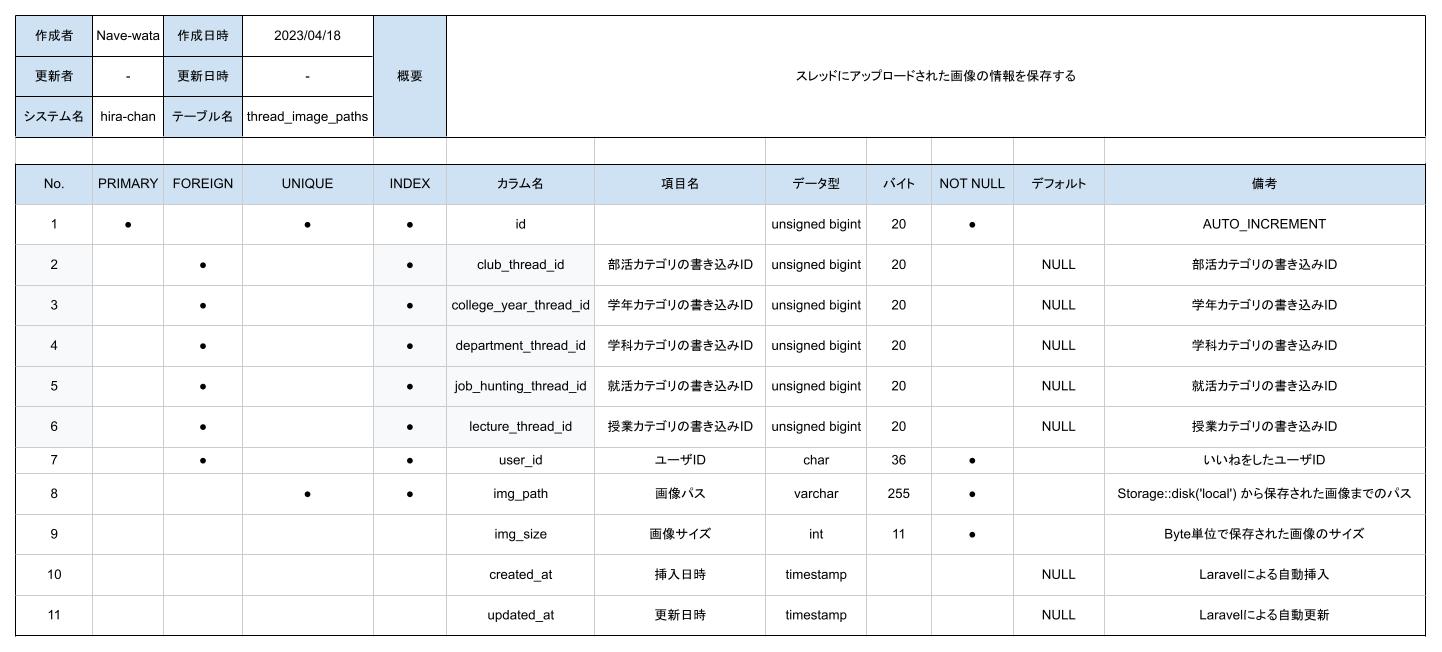 作成者 Nave-wata 作成日時 2023/04/18 概要 スレッドにアップロードされた画像の情報を保存する
更新者 - 更新日時 -
システム名 hira-chan テーブル名 thread_image_paths
No. PRIMARY FOREIGN UNIQUE INDEX カラム名 項目名 データ型 バイト NOT NULL デフォルト 備考
1 ● ● ● id unsigned bigint 20 ● AUTO_INCREMENT
2 ● ● club_thread_id 部活カテゴリの書き込みID unsigned bigint 20 NULL 部活カテゴリの書き込みID
3 ● ● college_year_thread_id 学年カテゴリの書き込みID unsigned bigint 20 NULL 学年カテゴリの書き込みID
4 ● ● department_thread_id 学科カテゴリの書き込みID unsigned bigint 20 NULL 学科カテゴリの書き込みID
5 ● ● job_hunting_thread_id 就活カテゴリの書き込みID unsigned bigint 20 NULL 就活カテゴリの書き込みID
6 ● ● lecture_thread_id 授業カテゴリの書き込みID unsigned bigint 20 NULL 授業カテゴリの書き込みID
7 ● ● user_id ユーザID char 36 ● いいねをしたユーザID
8 ● ● img_path 画像パス varchar 255 ● Storage::disk('local') から保存された画像までのパス
9 img_size 画像サイズ int 11 ● Byte単位で保存された画像のサイズ
10 created_at 挿入日時 timestamp NULL Laravelによる自動挿入
11 updated_at 更新日時 timestamp NULL Laravelによる自動更新